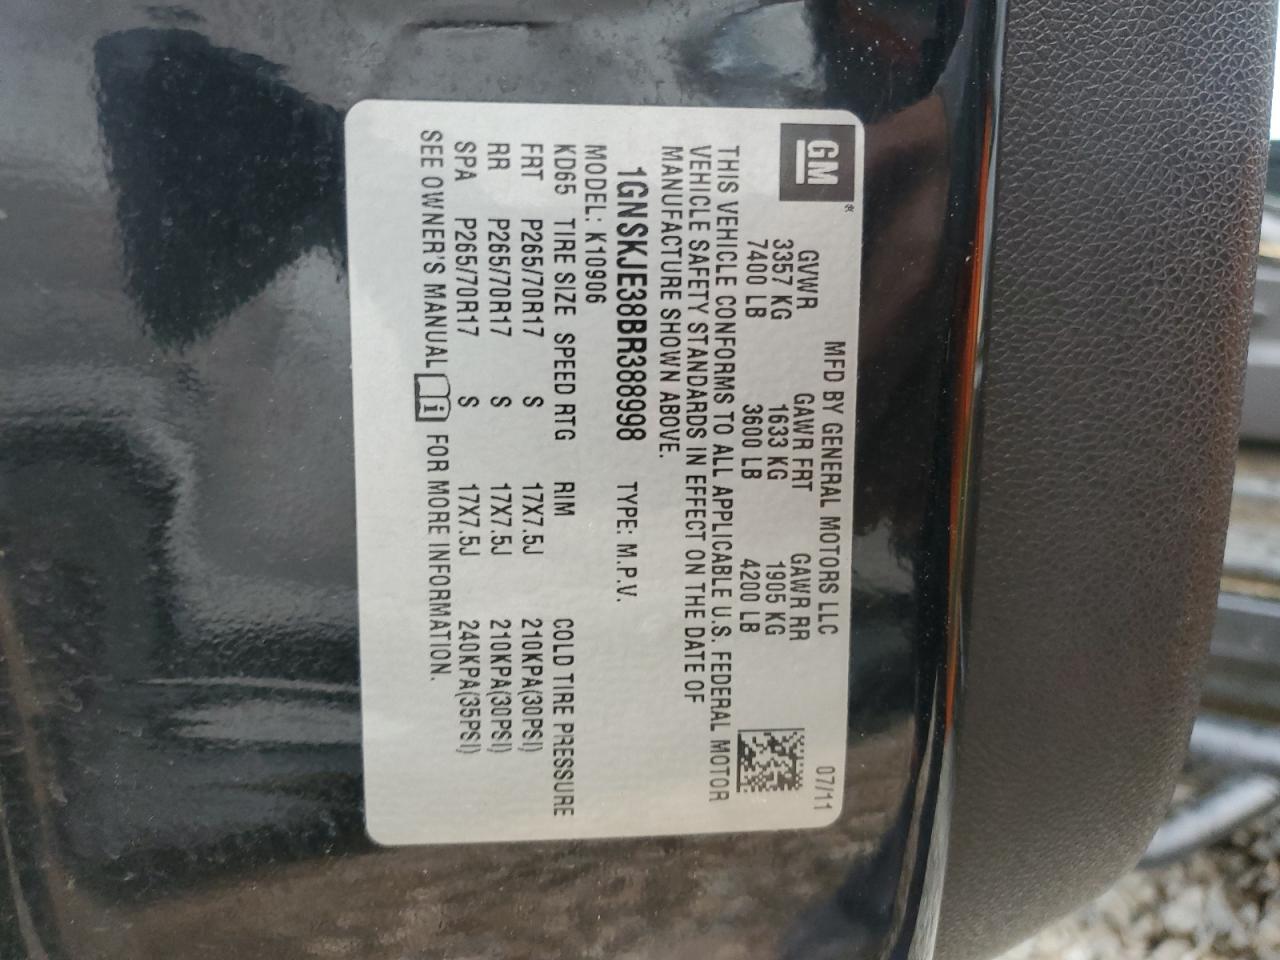 GM®
MFD BY GENERAL MOTORS LLC 07/11
GVWR GAWR FRT GAWR RR
3357 KG 1633 KG 1905 KG
7400 LB 3600 LB 4200 LB
THIS VEHICLE CONFORMS TO ALL APPLICABLE U.S. FEDERAL MOTOR
VEHICLE SAFETY STANDARDS IN EFFECT ON THE DATE OF
MANUFACTURE SHOWN ABOVE.
1GNSKJE38BR388998 TYPE: M.P.V.
MODEL: K10906
KD65 TIRE SIZE SPEED RTG RIM COLD TIRE PRESSURE
FRT P265/70R17 S 17X7.5J 210KPA(30PSI)
RR P265/70R17 S 17X7.5J 210KPA(30PSI)
SPA P265/70R17 S 17X7.5J 240KPA(35PSI)
SEE OWNER'S MANUAL i FOR MORE INFORMATION.